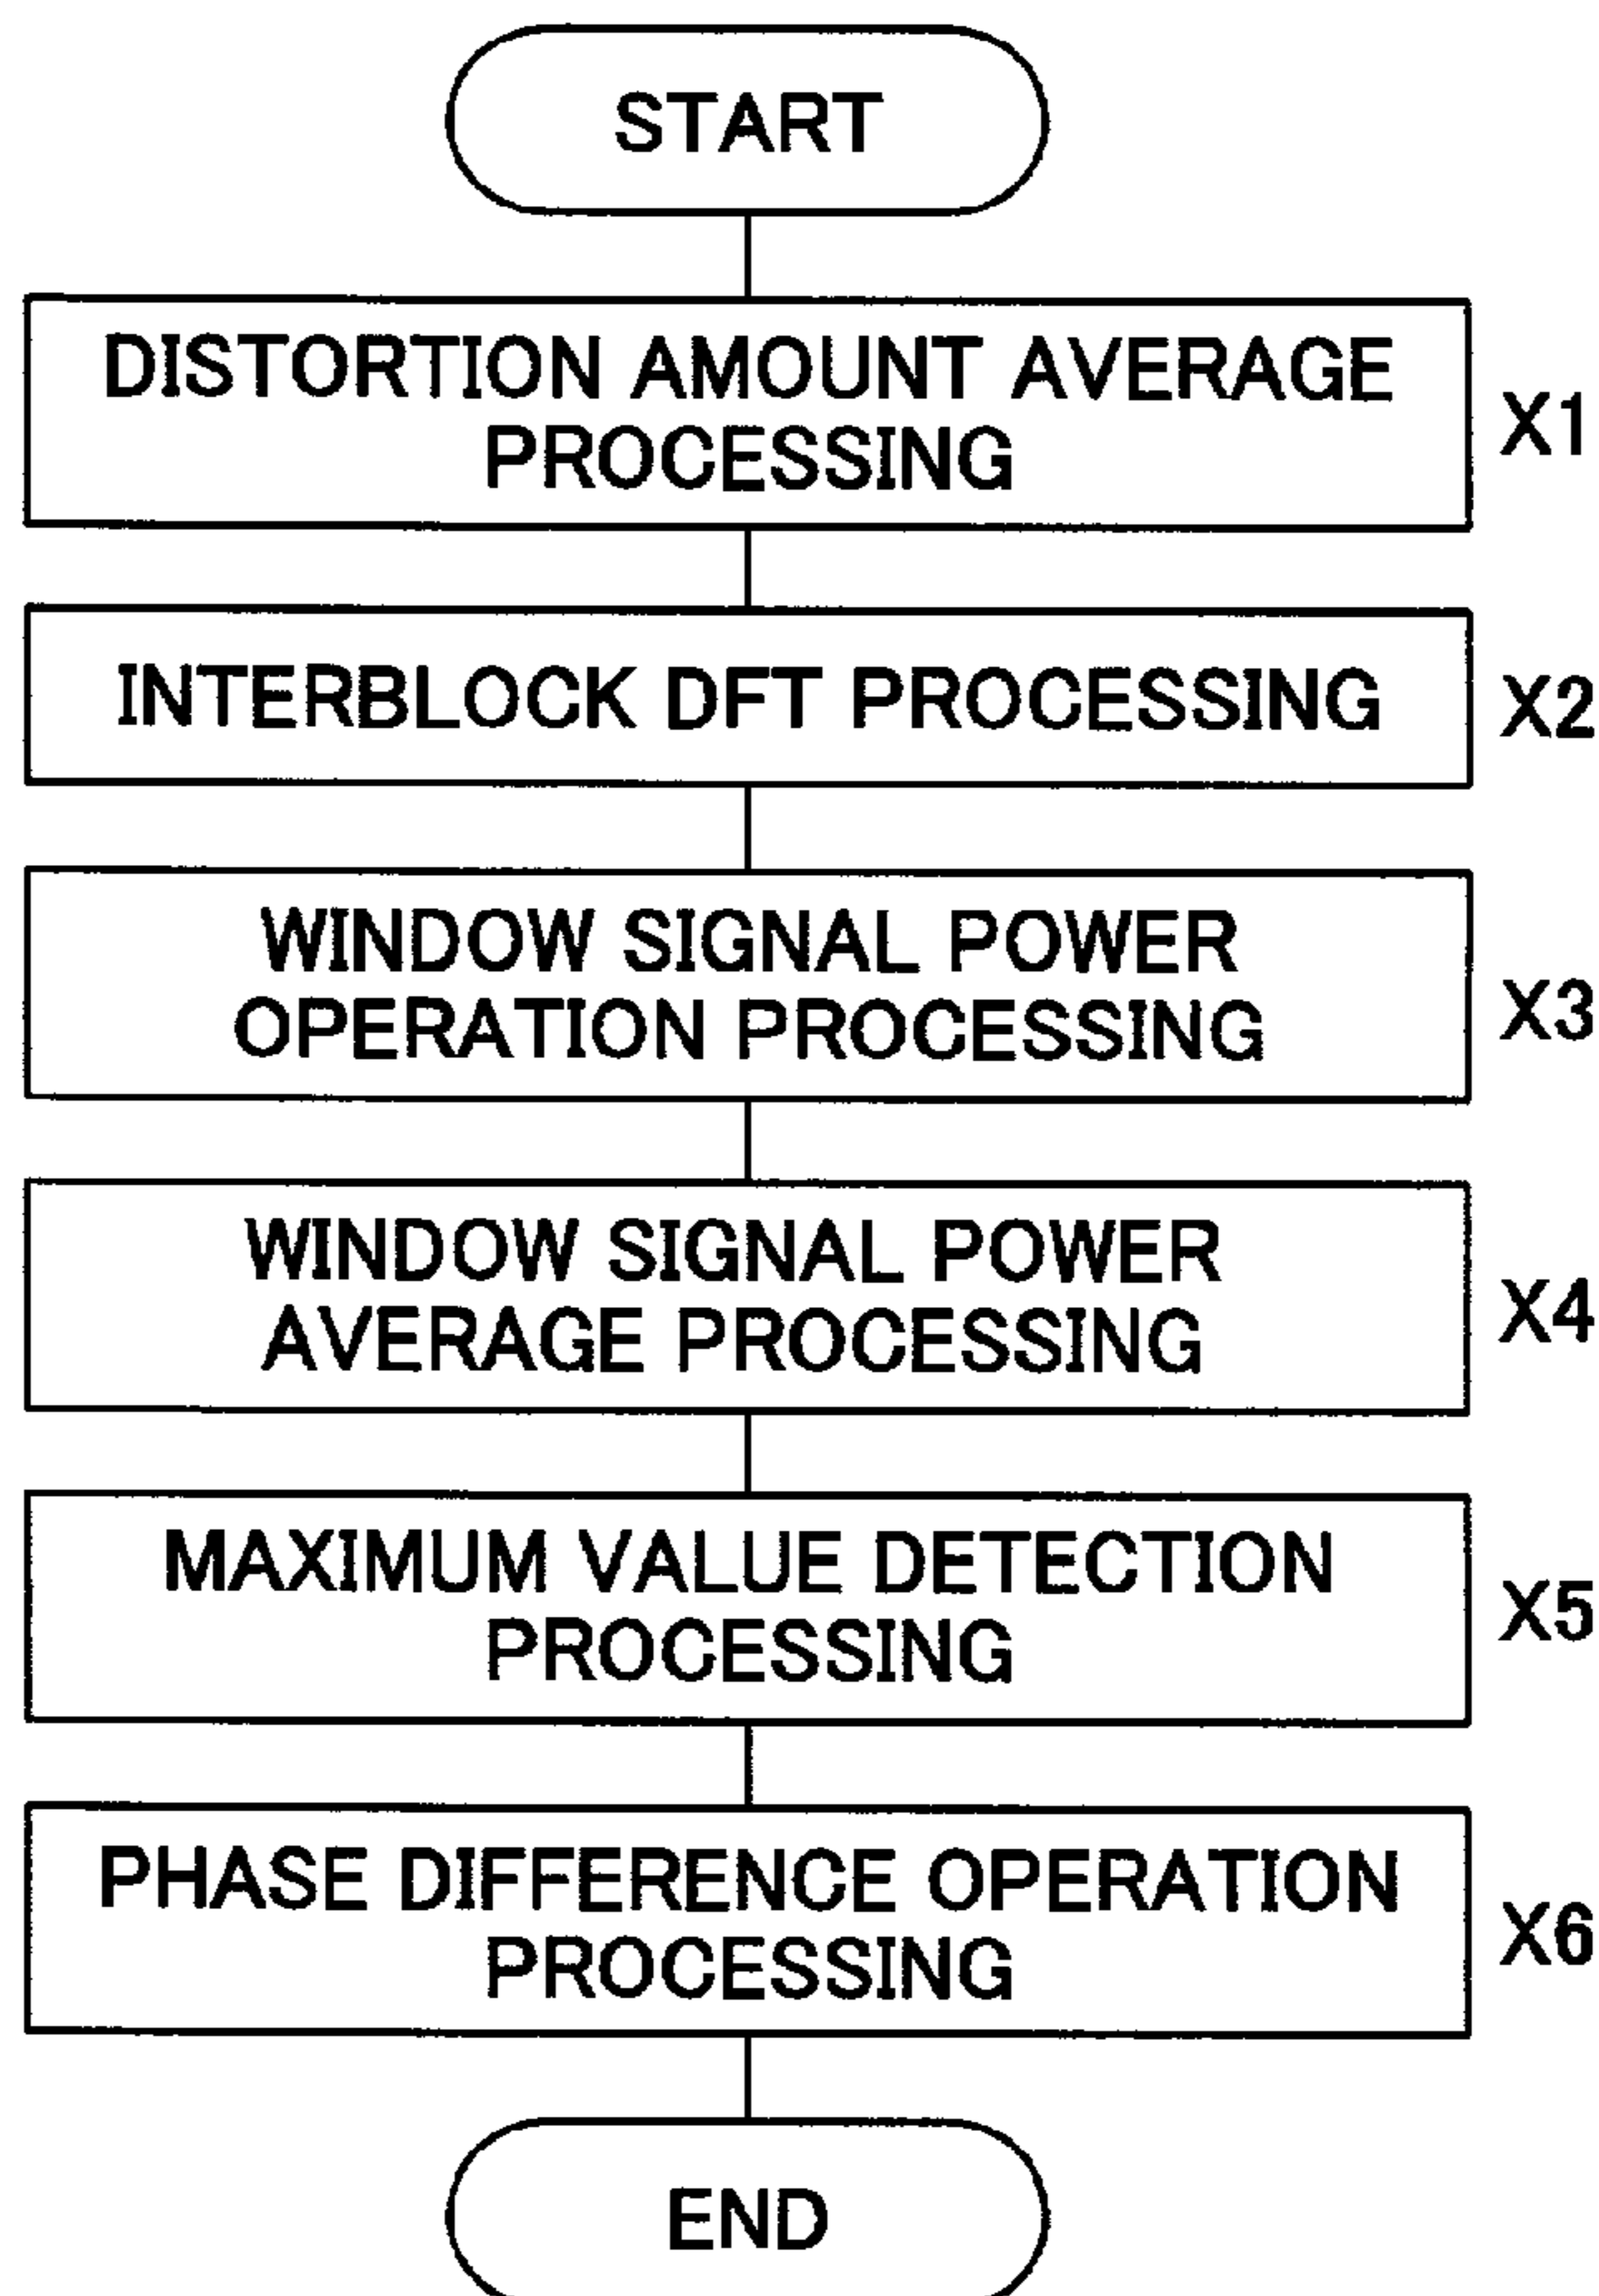 START
DISTORTION AMOUNT AVERAGE
PROCESSING
X1
INTERBLOCK DFT PROCESSING
X2
WINDOW SIGNAL POWER
OPERATION PROCESSING
X3
WINDOW SIGNAL POWER
AVERAGE PROCESSING
X4
MAXIMUM VALUE DETECTION
PROCESSING
X5
PHASE DIFFERENCE OPERATION
PROCESSING
X6
END